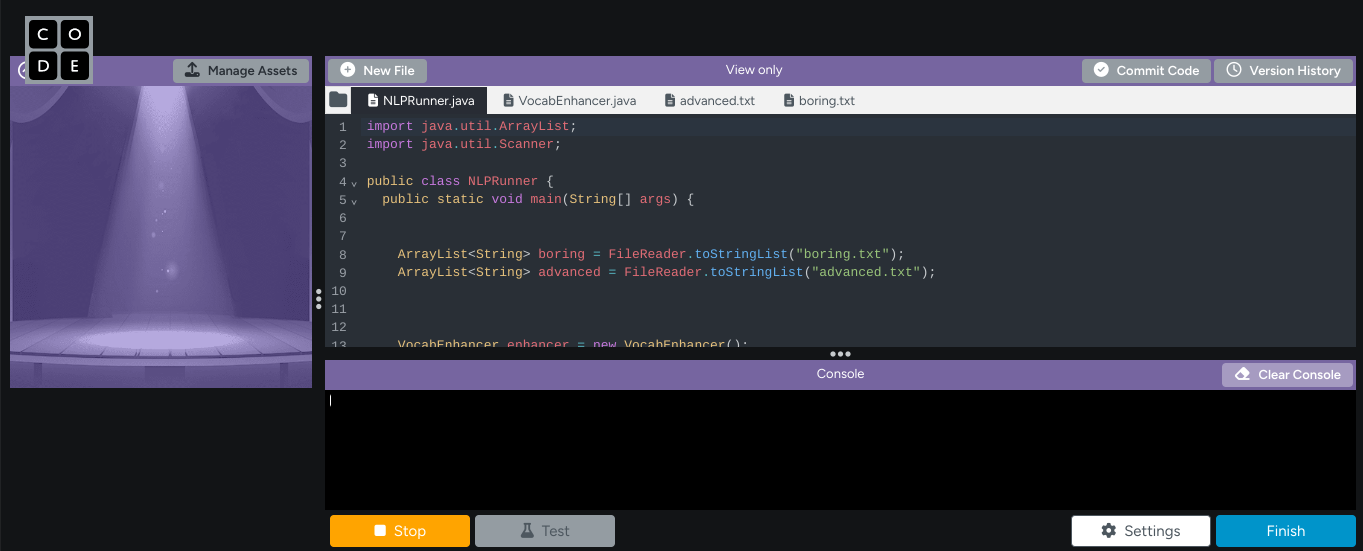 C O
D E
Manage Assets
New File
View only
Commit Code
Version History
NLPRunner.java
VocabEnhancer.java
advanced.txt
boring.txt
1 import java.util.ArrayList;
2 import java.util.Scanner;
3
4 public class NLPRunner {
5 public static void main(String[] args) {
6
7
8 ArrayList<String> boring = FileReader.toStringList("boring.txt");
9 ArrayList<String> advanced = FileReader.toStringList("advanced.txt");
10
11
12
13 VocabEnhancer enhancer = new VocabEnhancer();
Console
Clear Console
Stop
Test
Settings
Finish